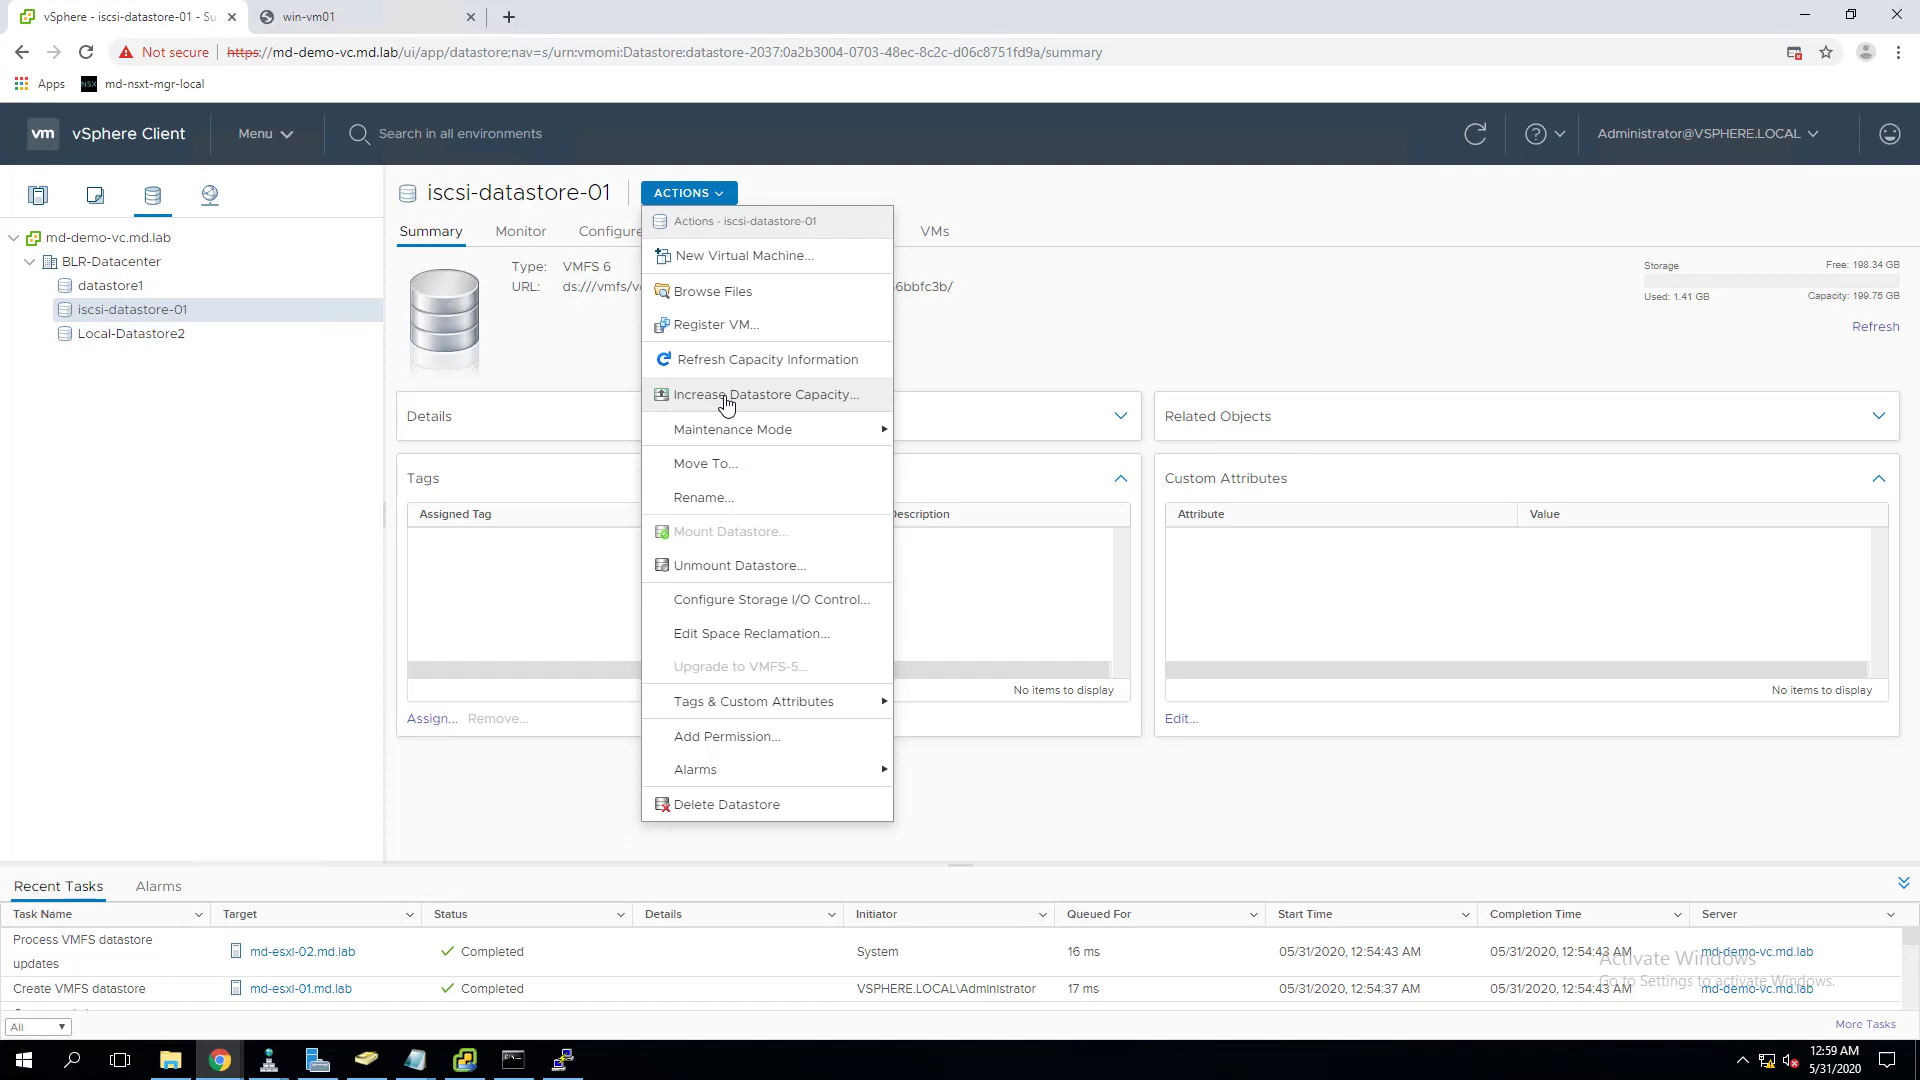 vSphere - iscsi-datastore-01 - Su
win-vm01
Not secure
https://md-demo-vc.md.lab/ui/app/datastore;nav=s/urn:vmomi:Datastore:datastore-2037:0a2b3004-0703-48ec-8c2c-d06c8751fd9a/summary
Apps
NSX
md-nsxt-mgr-local
vm
vSphere Client
Menu
Search in all environments
Administrator@VSPHERE.LOCAL
md-demo-vc.md.lab
BLR-Datacenter
datastore1
iscsi-datastore-01
Local-Datastore2
iscsi-datastore-01
ACTIONS
Summary
Monitor
Configure
VMs
Type: VMFS 6
URL: ds:///vmfs/v
6bbfc3b/
Storage
Free: 198.34 GB
Used: 1.41 GB
Capacity: 199.75 GB
Refresh
Actions - iscsi-datastore-01
New Virtual Machine...
Browse Files
Register VM...
Refresh Capacity Information
Increase Datastore Capacity...
Maintenance Mode
Move To...
Rename...
Mount Datastore...
Unmount Datastore...
Configure Storage I/O Control...
Edit Space Reclamation...
Upgrade to VMFS-5...
Tags & Custom Attributes
Add Permission...
Alarms
Delete Datastore
Details
Related Objects
Tags
Assigned Tag
Description
No items to display
Assign...
Remove...
Custom Attributes
Attribute
Value
No items to display
Edit...
Recent Tasks
Alarms
Task Name
Target
Status
Details
Initiator
Queued For
Start Time
Completion Time
Server
Process VMFS datastore
updates
md-esxi-02.md.lab
Completed
System
16 ms
05/31/2020, 12:54:43 AM
05/31/2020, 12:54:43 AM
md-demo-vc.md.lab
Create VMFS datastore
md-esxi-01.md.lab
Completed
VSPHERE.LOCAL\Administrator
17 ms
05/31/2020, 12:54:37 AM
05/31/2020, 12:54:43 AM
md-demo-vc.md.lab
Activate Windows
Go to Settings to activate Windows.
All
More Tasks
12:59 AM
5/31/2020